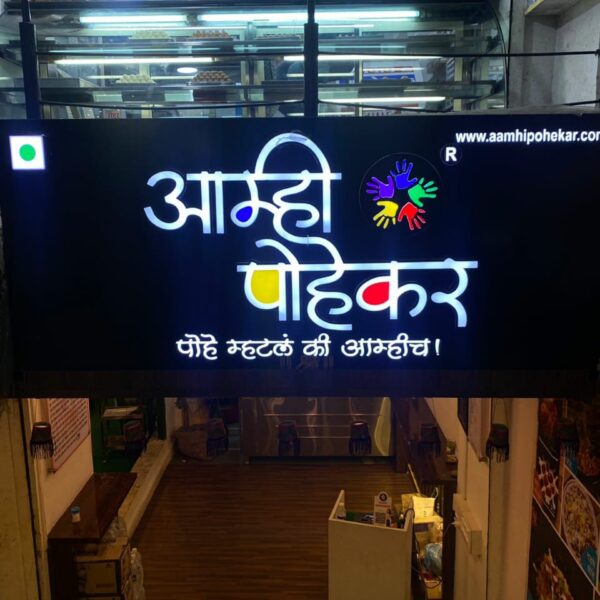 www.aamhipohekar.com
R
आम्ही
पोहेकर
पोहे म्हटलं की आम्हीच!